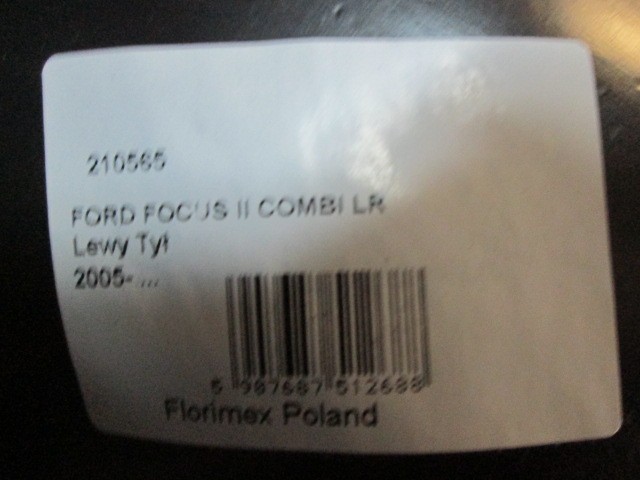 210565
FORD FOCUS II COMBI LR
Lewy Tył
2005- ...
5 987687 512688
Florimex Poland